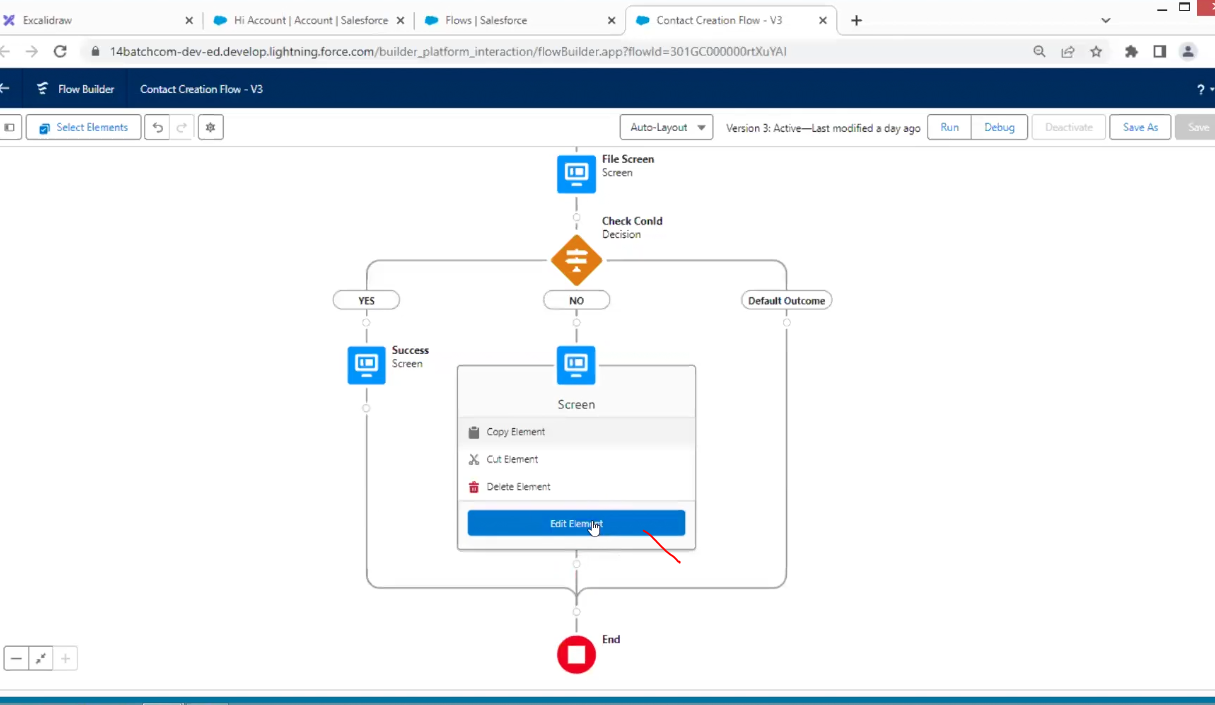 Excalidraw
Hi Account | Account | Salesforce
Flows | Salesforce
Contact Creation Flow - V3
14batchcom-dev-ed.develop.lightning.force.com/builder_platform_interaction/flowBuilder.app?flowId=301GC000000rtXuYAI
Flow Builder
Contact Creation Flow - V3
?
Select Elements
Auto-Layout
Version 3: Active—Last modified a day ago
Run
Debug
Deactivate
Save As
Save
File Screen
Screen
Check ConId
Decision
YES
NO
Default Outcome
Success
Screen
Screen
Copy Element
Cut Element
Delete Element
Edit Element
End